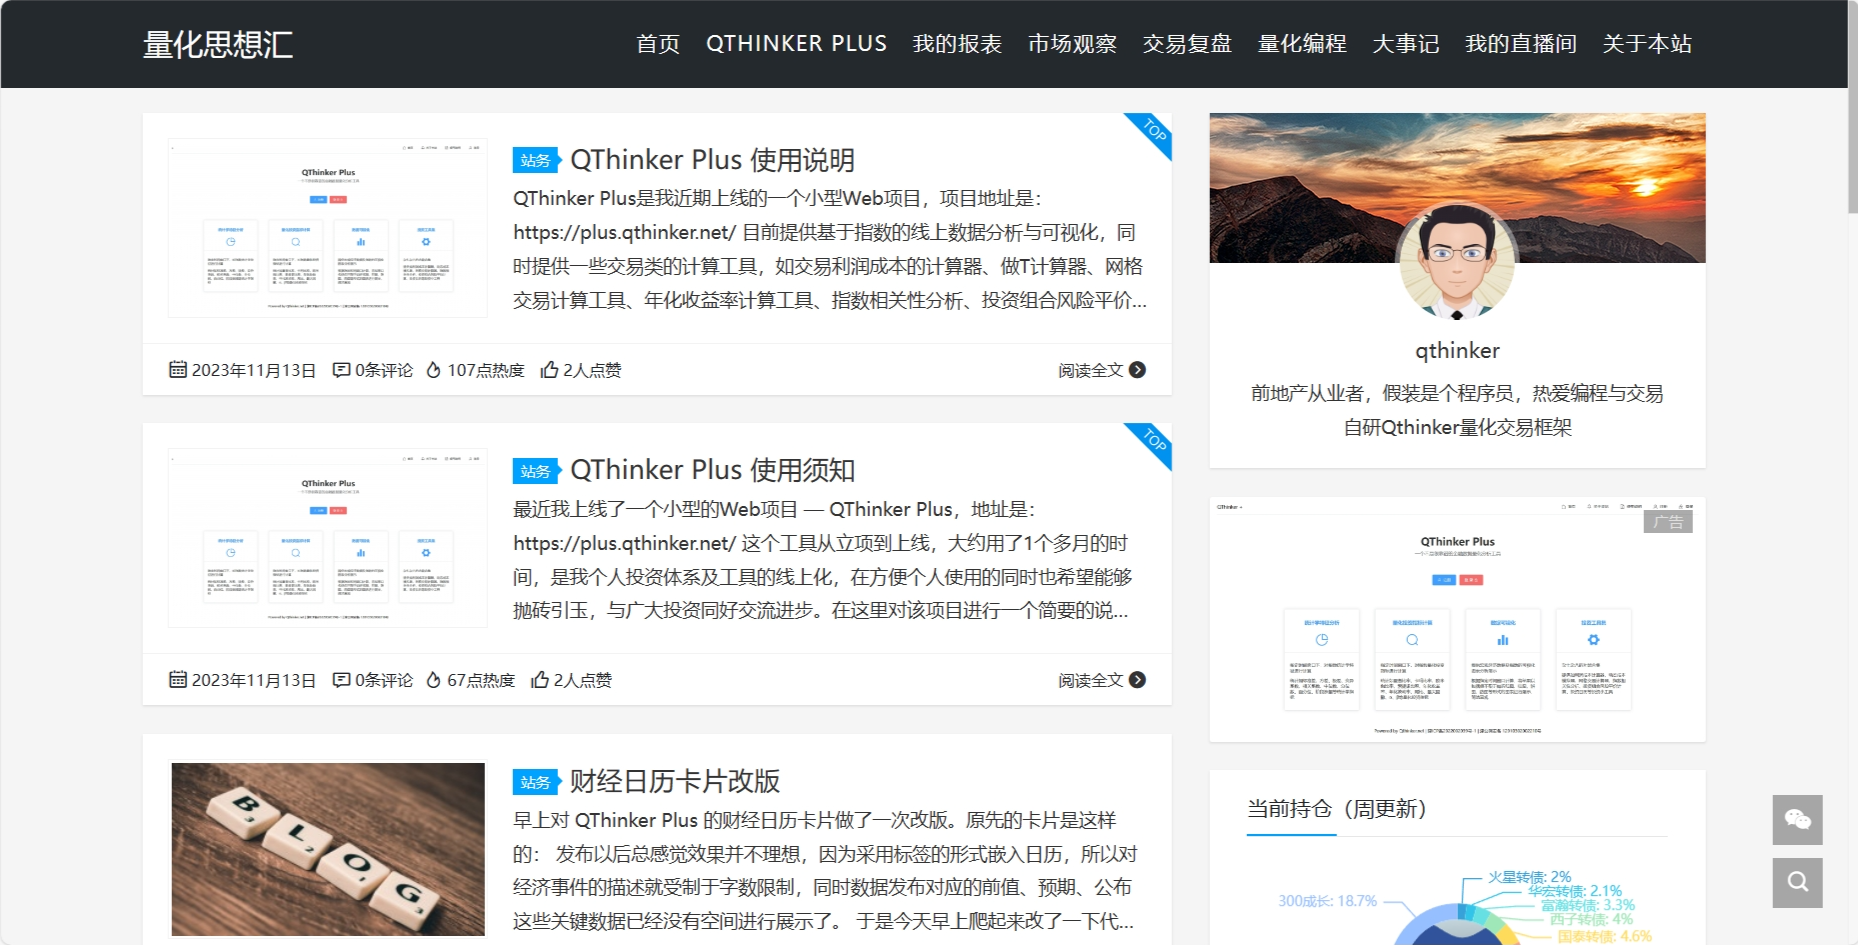 量化思想汇
首页 QTHINKER PLUS 我的报表 市场观察 交易复盘 量化编程 大事记 我的直播间 关于本站
TOP
站务 QThinker Plus 使用说明
QThinker Plus是我近期上线的一个小型Web项目，项目地址是：
https://plus.qthinker.net/ 目前提供基于指数的线上数据分析与可视化，同
时提供一些交易类的计算工具，如交易利润成本的计算器、做T计算器、网格
交易计算工具、年化收益率计算工具、指数相关性分析、投资组合风险平价...
QThinker Plus
2023年11月13日 0条评论 107点热度 2人点赞 阅读全文
TOP
站务 QThinker Plus 使用须知
最近我上线了一个小型的Web项目 — QThinker Plus，地址是：
https://plus.qthinker.net/ 这个工具从立项到上线，大约用了1个多月的时
间，是我个人投资体系及工具的线上化，在方便个人使用的同时也希望能够
抛砖引玉，与广大投资同好交流进步。在这里对该项目进行一个简要的说...
QThinker Plus
2023年11月13日 0条评论 67点热度 2人点赞 阅读全文
站务 财经日历卡片改版
早上对 QThinker Plus 的财经日历卡片做了一次改版。原先的卡片是这样
的： 发布以后总感觉效果并不理想，因为采用标签的形式嵌入日历，所以对
经济事件的描述就受制于字数限制，同时数据发布对应的前值、预期、公布
这些关键数据已经没有空间进行展示了。 于是今天早上爬起来改了一下代...
B3 L2 O1 G
qthinker
前地产从业者，假装是个程序员，热爱编程与交易
自研Qthinker量化交易框架
QThinker
广告
QThinker Plus
当前持仓（周更新）
火星转债: 2%
华宏转债: 2.1%
300成长: 18.7%
富瀚转债: 3.3%
西子转债: 4%
国泰转债: 4.6%